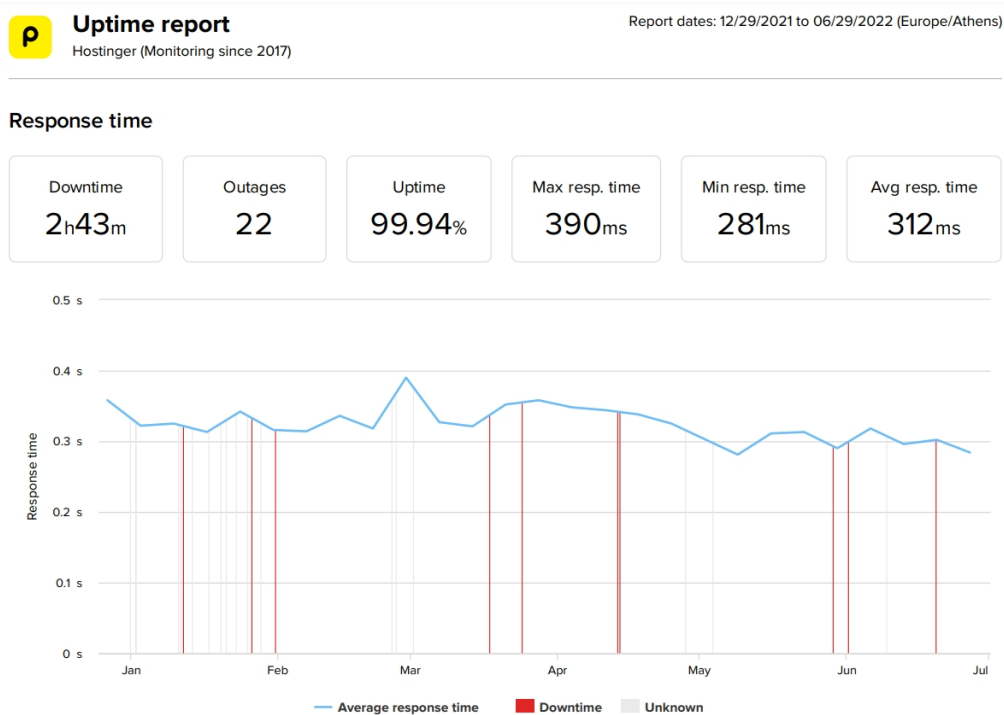 p
Uptime report
Report dates: 12/29/2021 to 06/29/2022 (Europe/Athens)
Hostinger (Monitoring since 2017)
Response time
Downtime
2h43m
Outages
22
Uptime
99.94%
Max resp. time
390ms
Min resp. time
281ms
Avg resp. time
312ms
0.5 s
0.4 s
0.3 s
0.2 s
0.1 s
0 s
Response time
Jan Feb Mar Apr May Jun Jul
Average response time Downtime Unknown